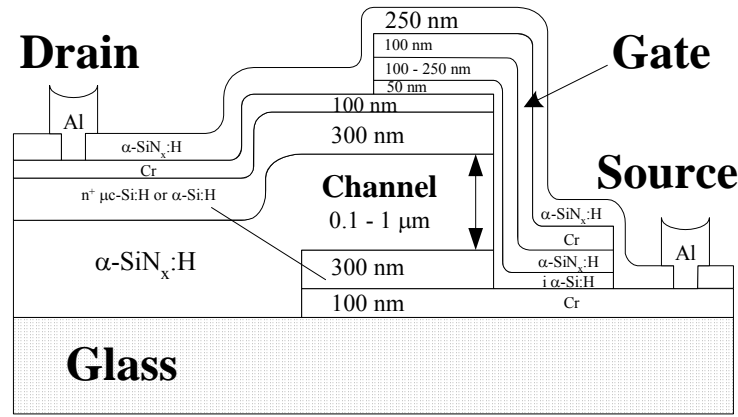 250 nm
Drain
100 nm
Gate
100 - 250 nm
50 nm
100 nm
Al
300 nm
α-SiNₓ:H
Cr
Source
n⁺ μc-Si:H or α-Si:H
Channel
0.1 - 1 μm
α-SiNₓ:H
Cr
Al
α-SiNₓ:H
300 nm
α-SiNₓ:H
i α-Si:H
100 nm
Cr
Glass